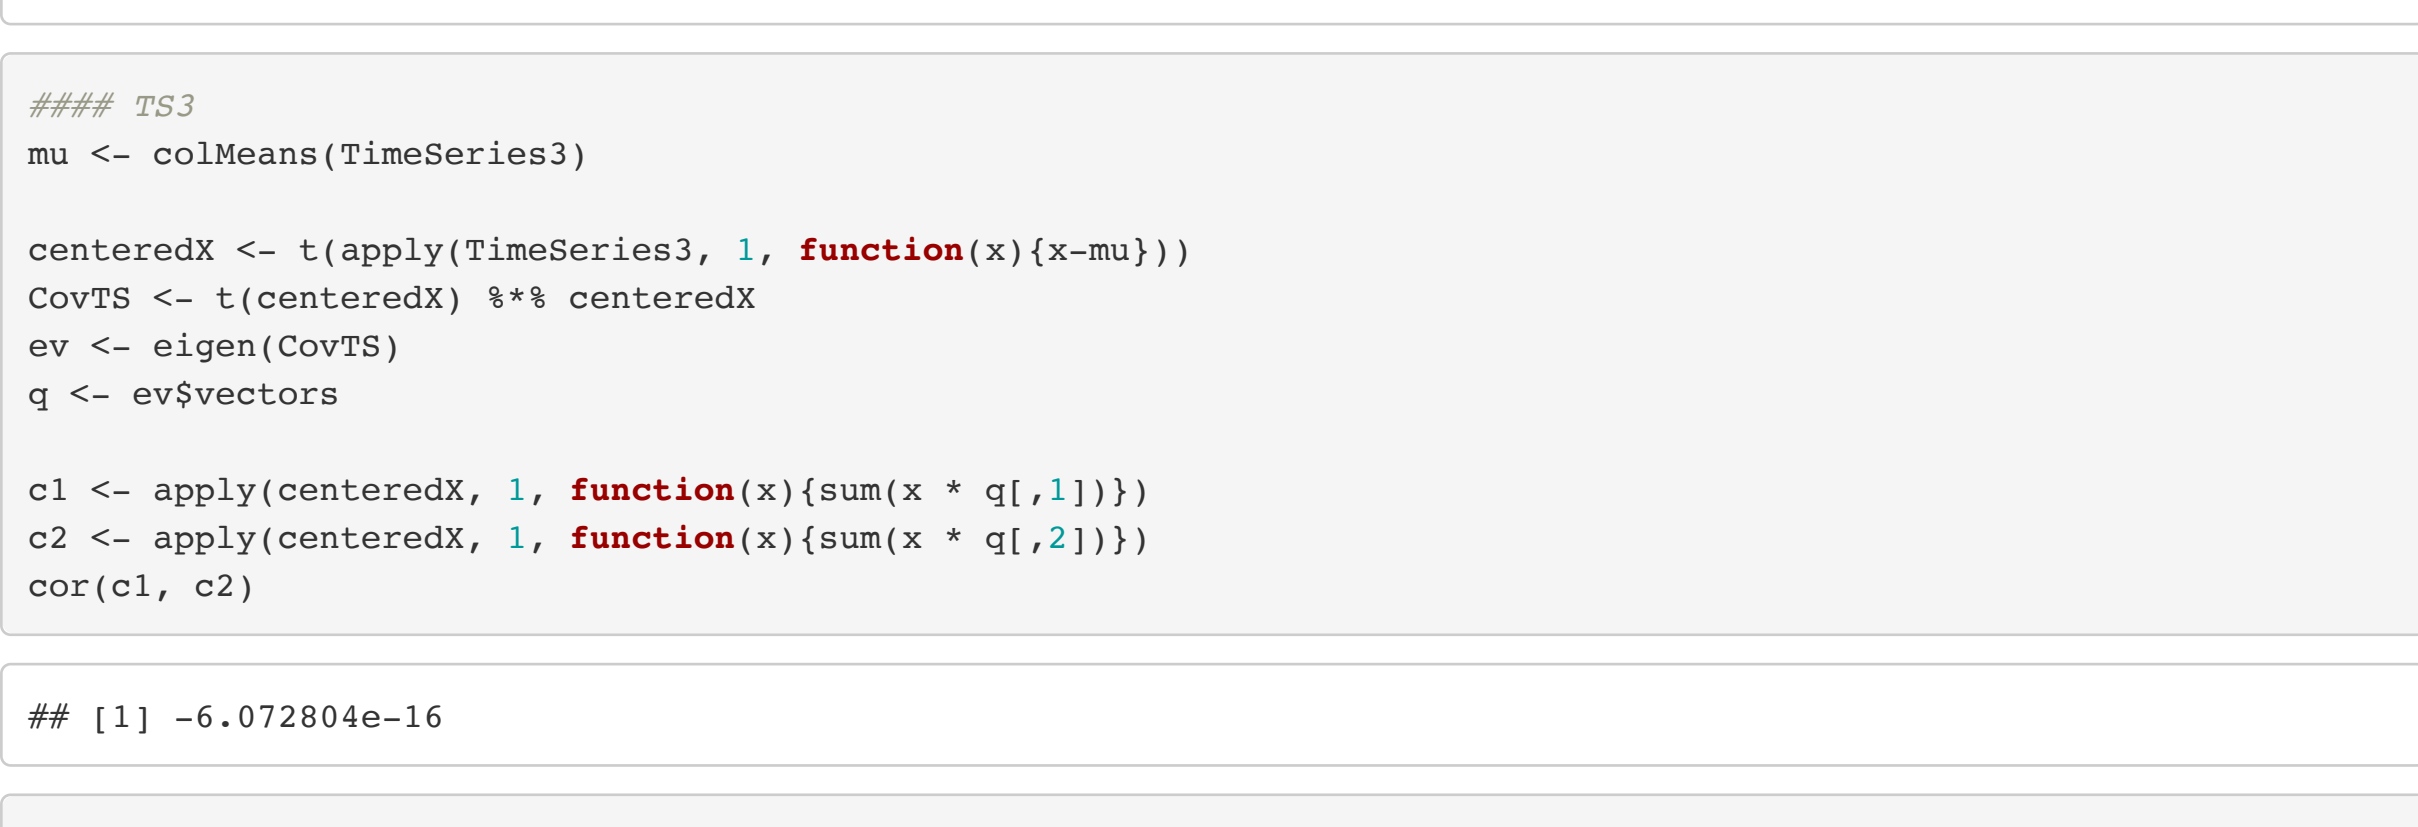 #### TS3
mu <- colMeans(TimeSeries3)
centeredX <- t(apply(TimeSeries3, 1, function(x){x-mu}))
CovTS <- t(centeredX) %*% centeredX
ev <- eigen(CovTS)
q <- ev$vectors
c1 <- apply(centeredX, 1, function(x){sum(x * q[,1])})
c2 <- apply(centeredX, 1, function(x){sum(x * q[,2])})
cor(c1, c2)
## [1] -6.072804e-16